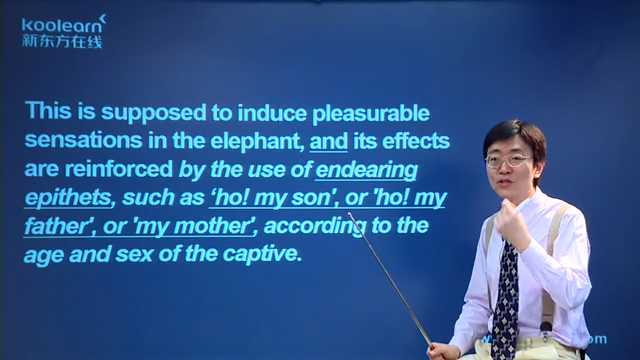 koolearn
新东方在线
This is supposed to induce pleasurable
sensations in the elephant, and its effects
are reinforced by the use of endearing
epithets, such as ‘ho! my son', or 'ho! my
father', or 'my mother', according to the
age and sex of the captive.